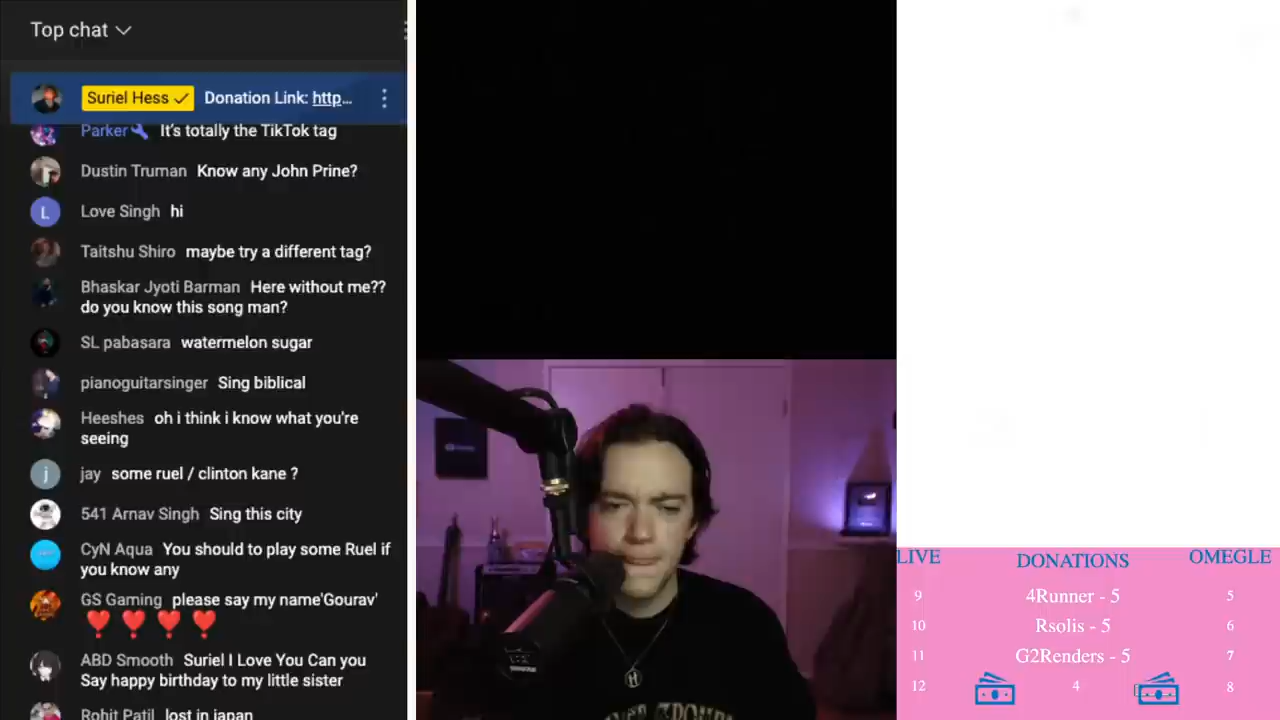 Top chat
Suriel Hess Donation Link: http...
Parker It's totally the TikTok tag
Dustin Truman Know any John Prine?
L Love Singh hi
Taitshu Shiro maybe try a different tag?
Bhaskar Jyoti Barman Here without me??
do you know this song man?
SL pabasara watermelon sugar
pianoguitarsinger Sing biblical
Heeshes oh i think i know what you're
seeing
j jay some ruel / clinton kane ?
541 Arnav Singh Sing this city
CyN Aqua You should to play some Ruel if
you know any
GS Gaming please say my name'Gourav'
ABD Smooth Suriel I Love You Can you
Say happy birthday to my little sister
Rohit Patil lost in japan
LIVE DONATIONS OMEGLE
9 4Runner - 5 5
10 Rsolis - 5 6
11 G2Renders - 5 7
12 4 8